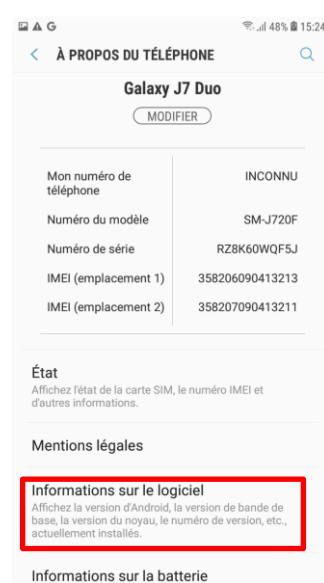 G 48% 15:24
À PROPOS DU TÉLÉPHONE
Galaxy J7 Duo
MODIFIER
Mon numéro de
téléphone
INCONNU
Numéro du modèle SM-J720F
Numéro de série RZ8K60WQF5J
IMEI (emplacement 1) 358206090413213
IMEI (emplacement 2) 358207090413211
État
Affichez l'état de la carte SIM, le numéro IMEI et
d'autres informations.
Mentions légales
Informations sur le logiciel
Affichez la version d'Android, la version de bande de
base, la version du noyau, le numéro de version, etc.,
actuellement installés.
Informations sur la batterie